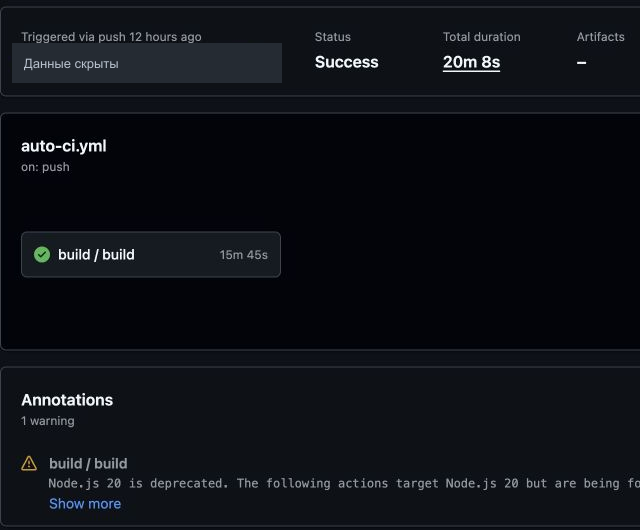 Triggered via push 12 hours ago
Данные скрыты
Status
Success
Total duration
20m 8s
Artifacts
–
auto-ci.yml
on: push
build / build
15m 45s
Annotations
1 warning
build / build
Node.js 20 is deprecated. The following actions target Node.js 20 but are being fo
Show more